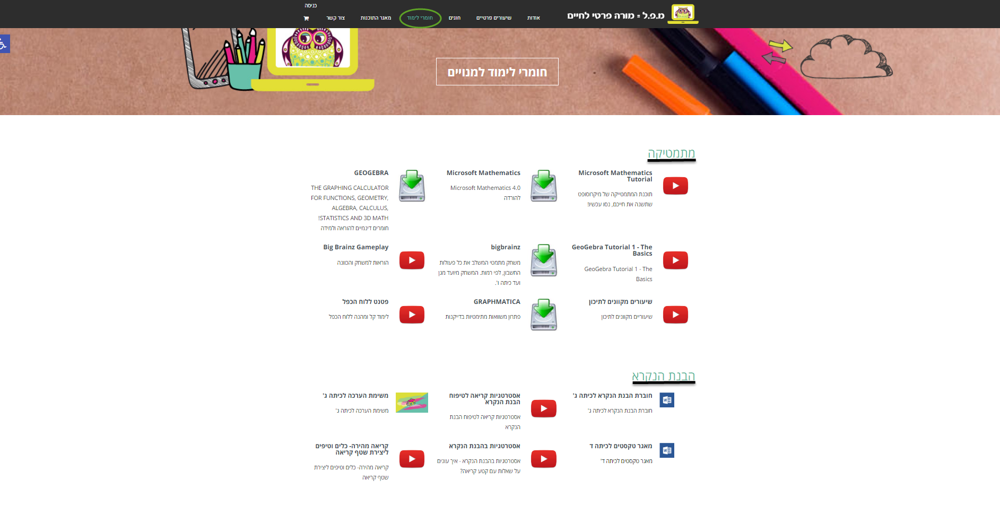 כניסה
מ.פ.ל = מורה פרטי לחיים
אודות
שיעורים פרטיים
חוגים
חומרי לימוד
מאגר התוכנות
צור קשר
חומרי לימוד למנויים
מתמטיקה
Microsoft Mathematics
Tutorial
תוכנת המתמטייקה של מיקרוסופט
שתשנה את חייכם, נסו עכשיו!
Microsoft Mathematics
Microsoft Mathematics 4.0
להורדה
GEOGEBRA
THE GRAPHING CALCULATOR
FOR FUNCTIONS, GEOMETRY,
ALGEBRA, CALCULUS,
STATISTICS AND 3D MATH!
חומרים דינמיים להוראה ולמידה
GeoGebra Tutorial 1 - The
Basics
GeoGebra Tutorial 1 - The
Basics
bigbrainz
משחק מתמטי המשלב את כל פעולות
החשבון, לפי רמות. המשחק מיועד מגן
ועד כיתה ו'.
Big Brainz Gameplay
הוראות למשחק והכוונה
שיעורים מקוונים לתיכון
שיעוריים מקוונים לתיכון
GRAPHMATICA
פתרון משוואות מתימטיות בדייקנות
פטנט ללוח הכפל
לימוד קל ומהנה ללוח הכפל
הבנת הנקרא
חוברת הבנת הנקרא לכיתה ג'
חוברת הבנת הנקרא לכיתה ג'
אסטרטגיות קריאה לטיפוח
הבנת הנקרא
אסטרטגיות קריאה לטיפוח הבנת
הנקרא
משימת הערכה לכיתה ג'
משימת הערכה לכיתה ג'
מאגר טקסטים לכיתה ד
מאגר טקסטים לכיתה ד'
אסטרטגיות בהבנת הנקרא
אסטרטגיות בהבנת הנקרא - איך עונים
על שאלות עם קטע קריאה?
קריאה מהירה- כלים וטיפים
ליצירת שטף קריאה
קריאה מהירה- כלים וטיפים ליצירת
שטף קריאה